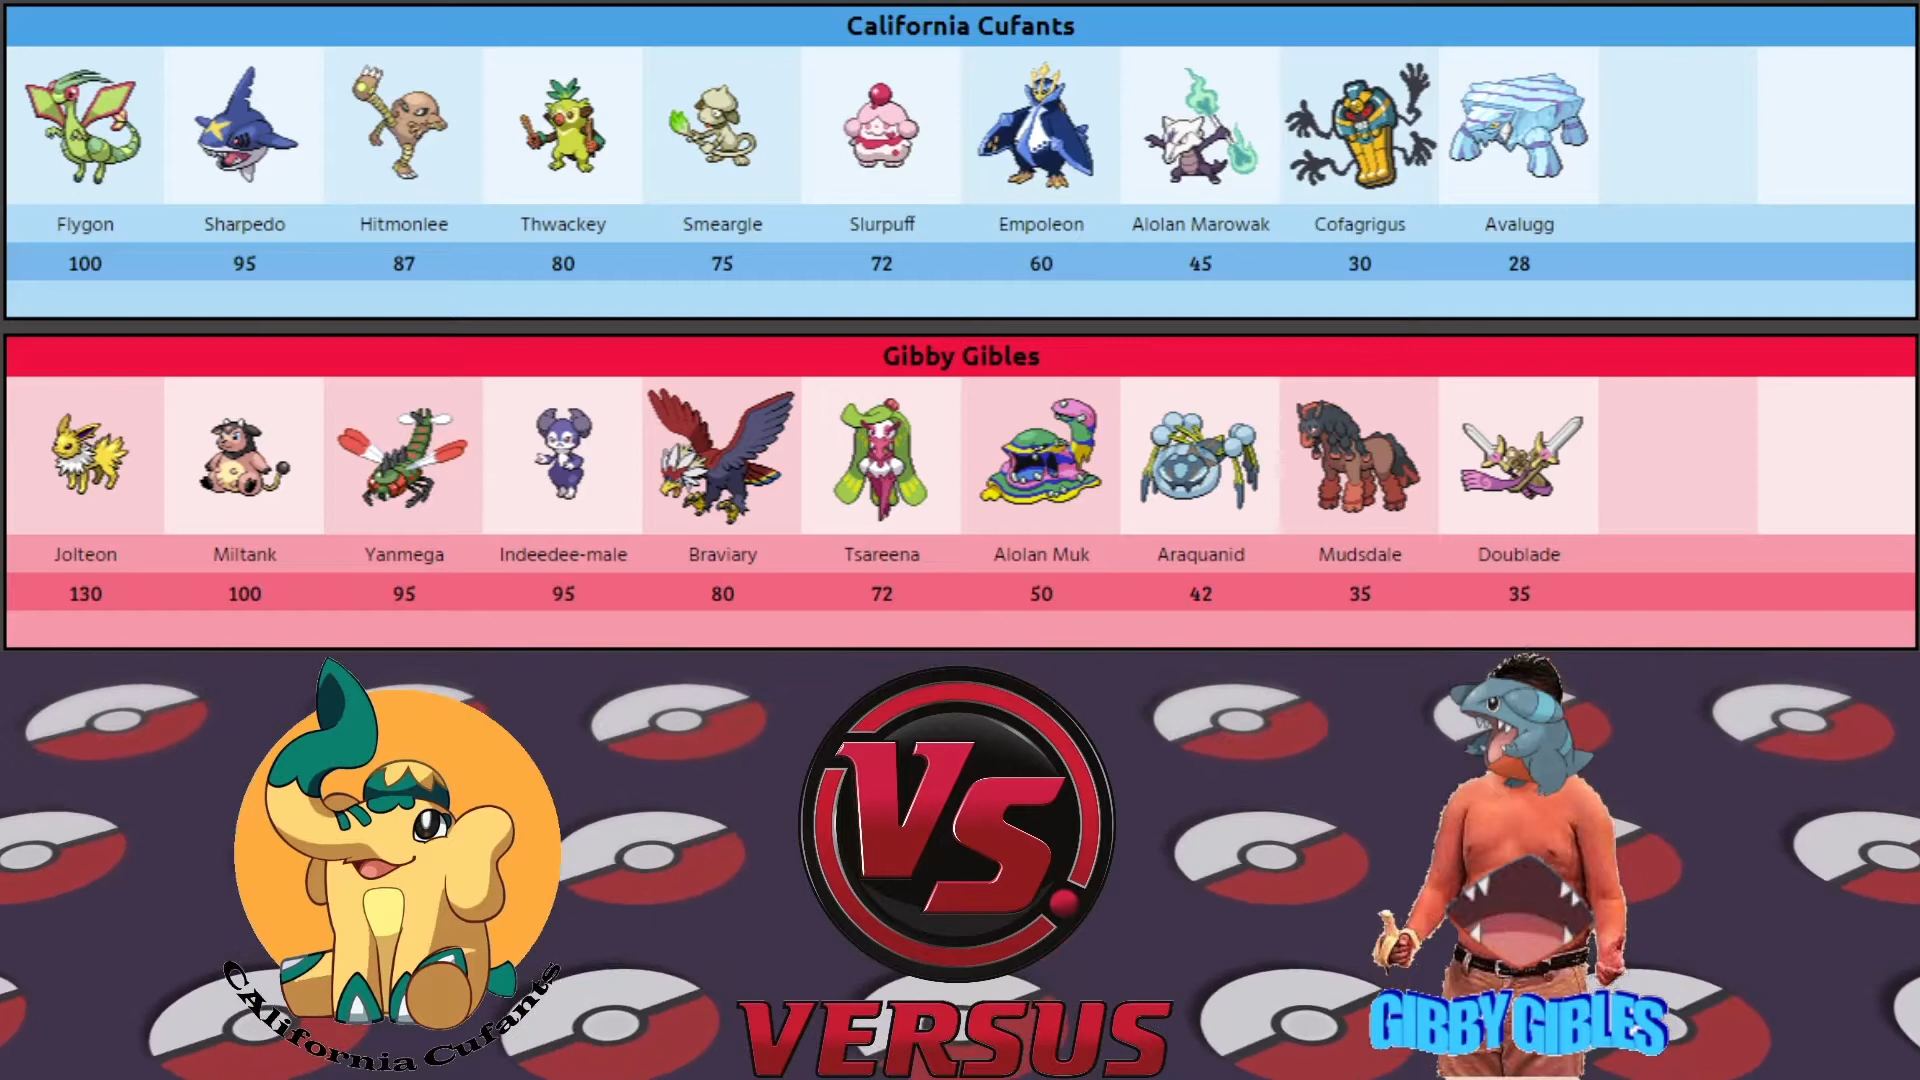 California Cufants
Flygon Sharpedo Hitmonlee Thwackey Smeargle Slurpuff Empoleon Alolan Marowak Cofagrigus Avalugg
100 95 87 80 75 72 60 45 30 28
Gibby Gibles
Jolteon Miltank Yanmega Indeedee-male Braviary Tsareena Alolan Muk Araquanid Mudsdale Doublade
130 100 95 95 80 72 50 42 35 35
VS.
VERSUS
CAlifornia Cufants
GIBBY GIBLES